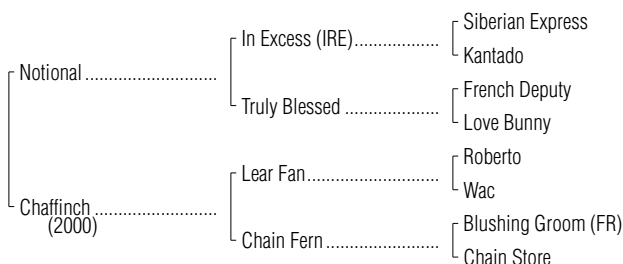 Siberian Express
In Excess (IRE)
Kantado
Notional
French Deputy
Truly Blessed
Love Bunny
Roberto
Lear Fan
Wac
Chaffinch
(2000)
Blushing Groom (FR)
Chain Fern
Chain Store